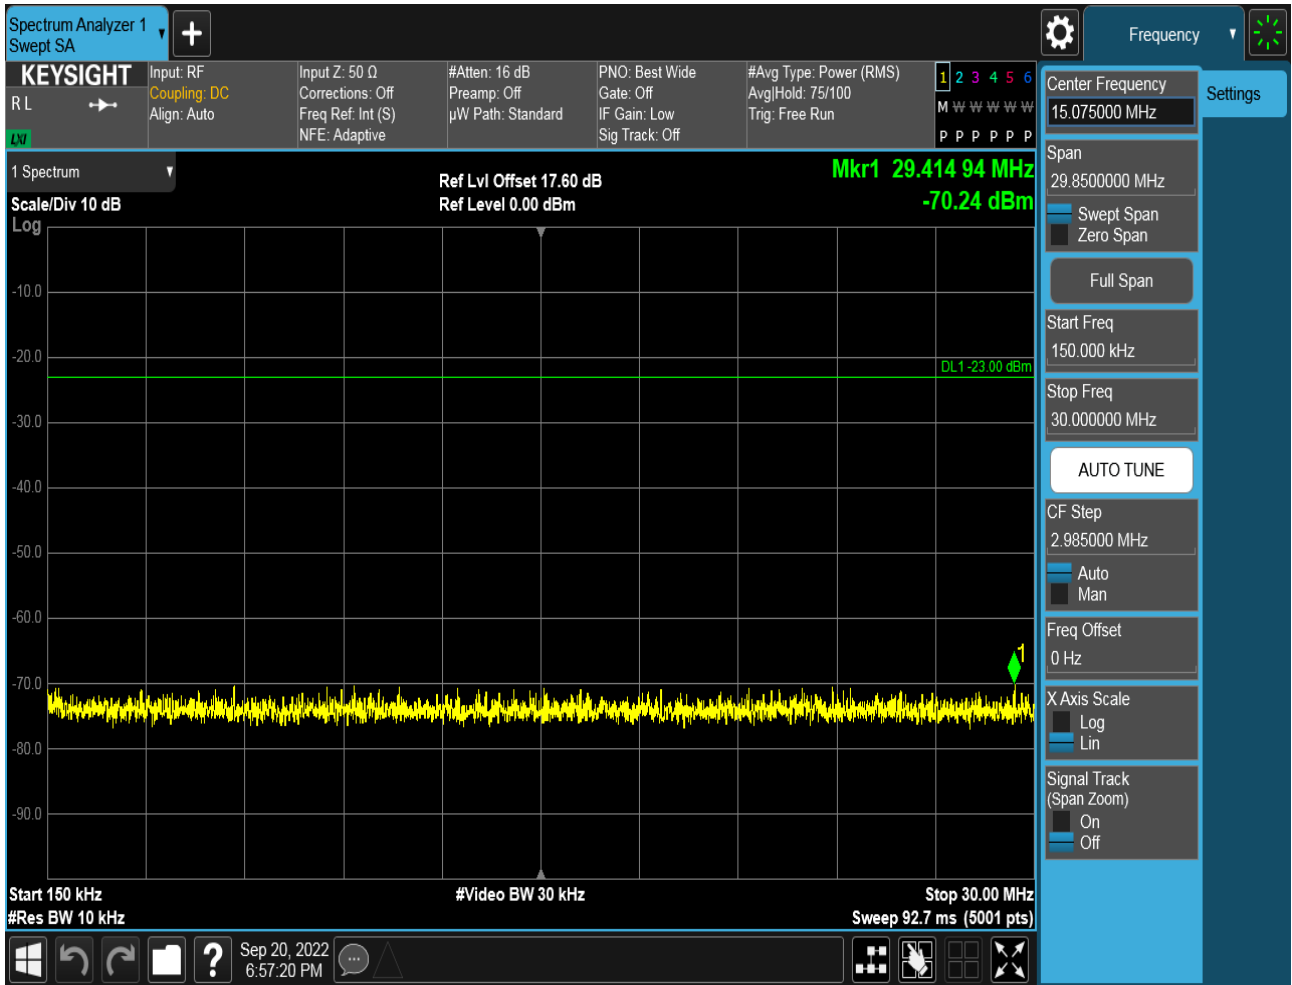 Spectrum Analyzer 1
Swept SA
Frequency
KEYSIGHT
R L
LXI
Input: RF
Coupling: DC
Align: Auto
Input Z: 50 Ω
Corrections: Off
Freq Ref: Int (S)
NFE: Adaptive
#Atten: 16 dB
Preamp: Off
µW Path: Standard
PNO: Best Wide
Gate: Off
IF Gain: Low
Sig Track: Off
#Avg Type: Power (RMS)
Avg|Hold: 75/100
Trig: Free Run
1 2 3 4 5 6
M W W W W W
P P P P P P
Center Frequency
15.075000 MHz
Settings
1 Spectrum
Scale/Div 10 dB
Log
Ref Lvl Offset 17.60 dB
Ref Level 0.00 dBm
Mkr1 29.414 94 MHz
-70.24 dBm
-10.0
-20.0
-30.0
-40.0
-50.0
-60.0
-70.0
-80.0
-90.0
DL1 -23.00 dBm
1
Start 150 kHz
#Res BW 10 kHz
#Video BW 30 kHz
Stop 30.00 MHz
Sweep 92.7 ms (5001 pts)
Span
29.8500000 MHz
Swept Span
Zero Span
Full Span
Start Freq
150.000 kHz
Stop Freq
30.000000 MHz
AUTO TUNE
CF Step
2.985000 MHz
Auto
Man
Freq Offset
0 Hz
X Axis Scale
Log
Lin
Signal Track
(Span Zoom)
On
Off
?
Sep 20, 2022
6:57:20 PM